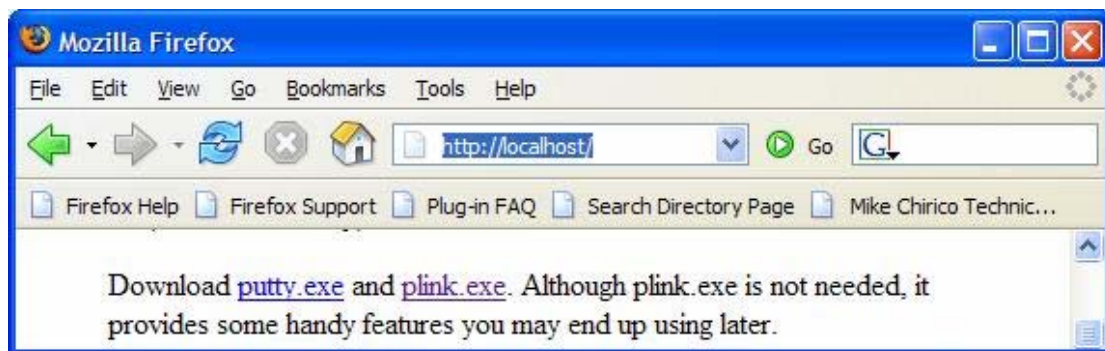 Mozilla Firefox
File Edit View Go Bookmarks Tools Help
http://localhost/ Go G
Firefox Help Firefox Support Plug-in FAQ Search Directory Page Mike Chirico Technic...
Download putty.exe and plink.exe. Although plink.exe is not needed, it
provides some handy features you may end up using later.